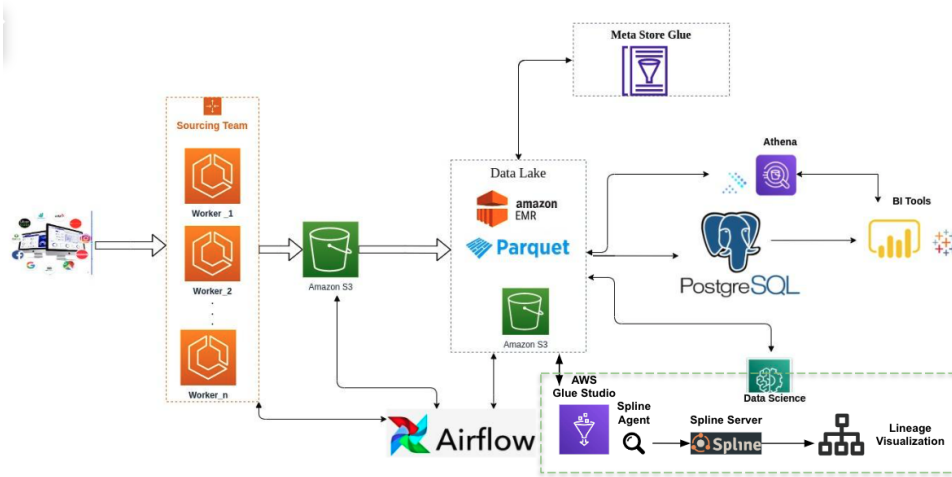 Meta Store Glue
Sourcing Team
Worker _1
Worker_2
Worker_n
Amazon S3
Data Lake
amazon
EMR
Parquet
Amazon S3
Athena
BI Tools
PostgreSQL
Airflow
Data Science
AWS
Glue Studio
Spline
Agent
Spline Server
Spline
Lineage
Visualization